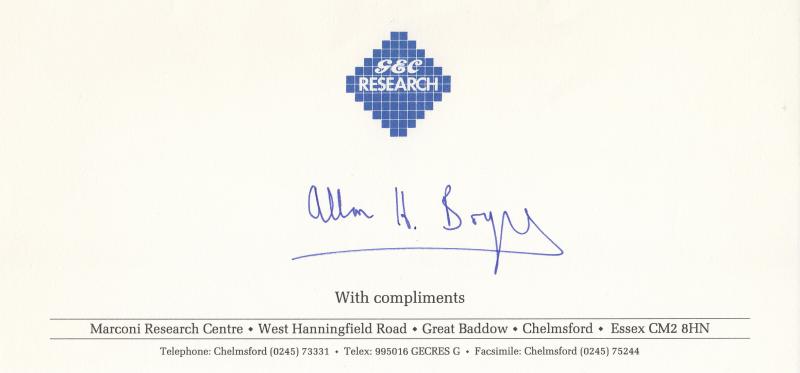 GEC
RESEARCH
Allan H.
With compliments
Marconi Research Centre • West Hanningfield Road • Great Baddow • Chelmsford • Essex CM2 8HN
Telephone: Chelmsford (0245) 73331 • Telex: 995016 GECRES G • Facsimile: Chelmsford (0245) 75244